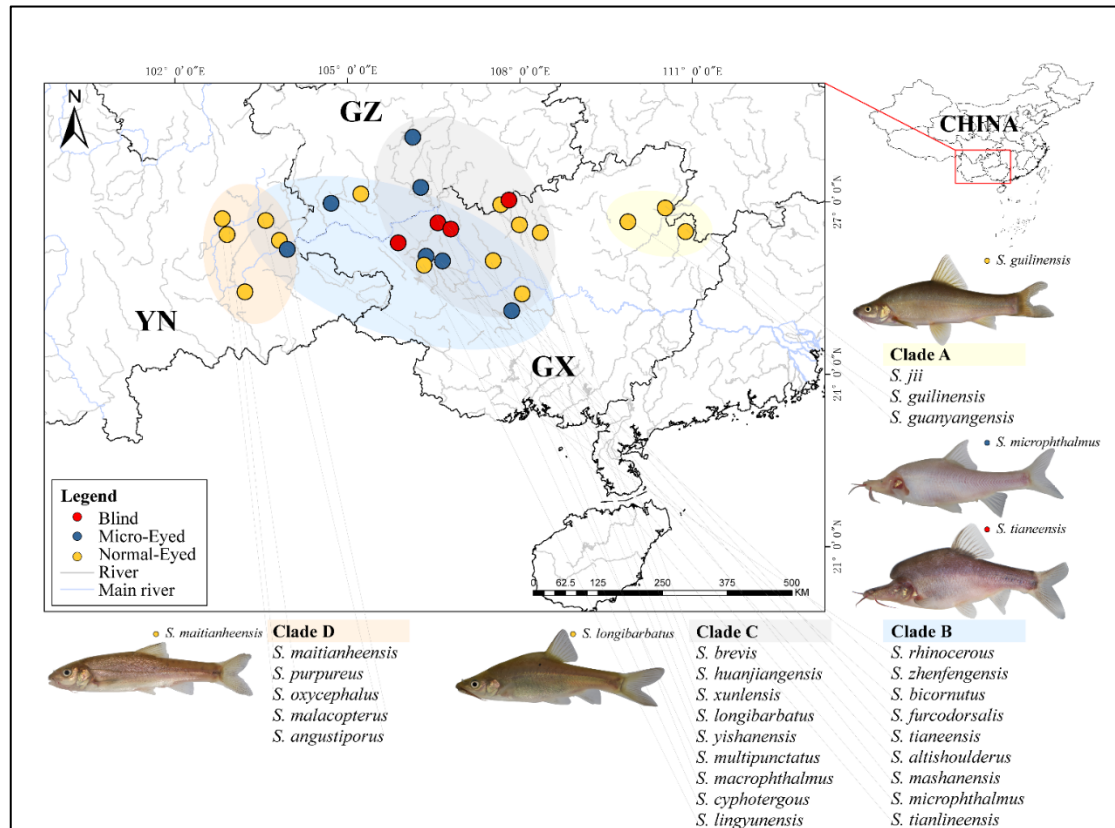 102° 0′0″E
105° 0′0″E
108° 0′0″E
111° 0′0″E
N
GZ
CHINA
27° 0′0″N
YN
GX
21° 0′0″N
21° 0′0″N
S. guilinensis
Clade A
S. jii
S. guilinensis
S. guanyangensis
S. microphthalmus
S. tianeensis
Legend
Blind
Micro-Eyed
Normal-Eyed
River
Main river
0 62.5 125 250 375 500
KM
S. maitianheensis
Clade D
S. maitianheensis
S. purpureus
S. oxycephalus
S. malacopterus
S. angustiporus
S. longibarbatus
Clade C
S. brevis
S. huanjiangensis
S. xunlensis
S. longibarbatus
S. yishanensis
S. multipunctatus
S. macrophthalmus
S. cyphotergous
S. lingyunensis
Clade B
S. rhinocerous
S. zhenfengensis
S. bicornutus
S. furcodorsalis
S. tianeensis
S. altishoulderus
S. mashanensis
S. microphthalmus
S. tianlineensis